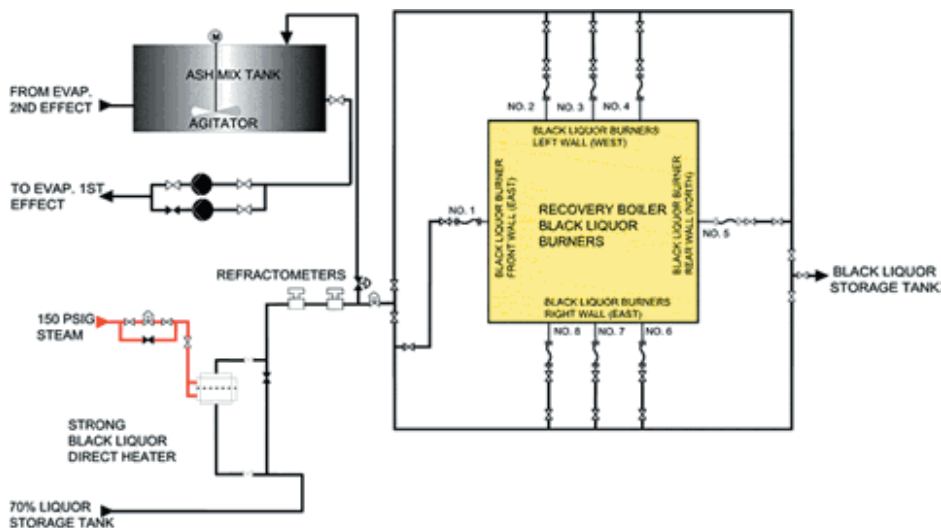 M
ASH MIX TANK
FROM EVAP.
2ND EFFECT
AGITATOR
TO EVAP. 1ST
EFFECT
REFRACTOMETERS
150 PSIG
STEAM
STRONG
BLACK LIQUOR
DIRECT HEATER
70% LIQUOR
STORAGE TANK
NO. 2
NO. 3
NO. 4
BLACK LIQUOR BURNERS
LEFT WALL (WEST)
NO. 1
BLACK LIQUOR BURNER
FRONT WALL (EAST)
RECOVERY BOILER
BLACK LIQUOR
BURNERS
BLACK LIQUOR BURNER
REAR WALL (NORTH)
NO. 5
BLACK LIQUOR BURNERS
RIGHT WALL (EAST)
NO. 8
NO. 7
NO. 6
BLACK LIQUOR
STORAGE TANK